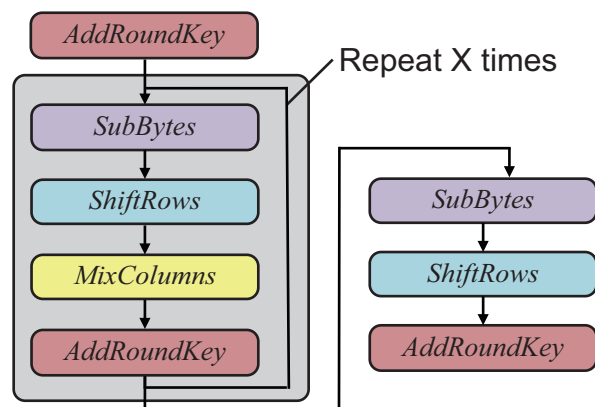 AddRoundKey
Repeat X times
SubBytes
ShiftRows
MixColumns
AddRoundKey
SubBytes
ShiftRows
AddRoundKey